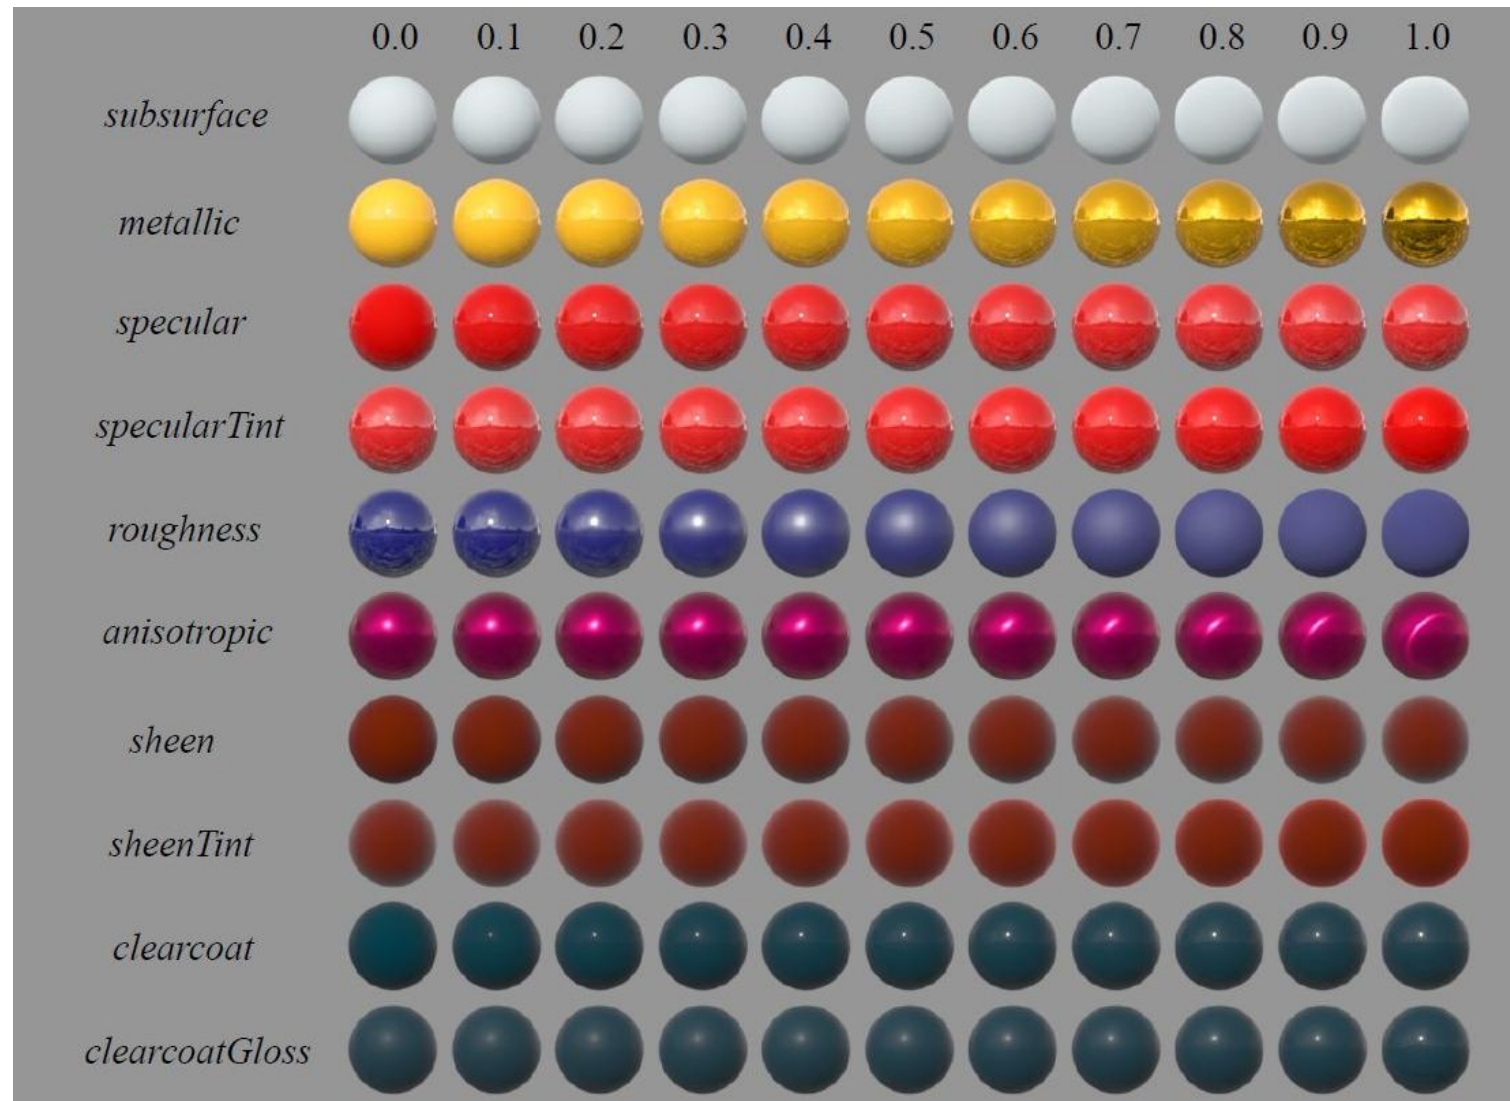 0.0 0.1 0.2 0.3 0.4 0.5 0.6 0.7 0.8 0.9 1.0
subsurface
metallic
specular
specularTint
roughness
anisotropic
sheen
sheenTint
clearcoat
clearcoatGloss